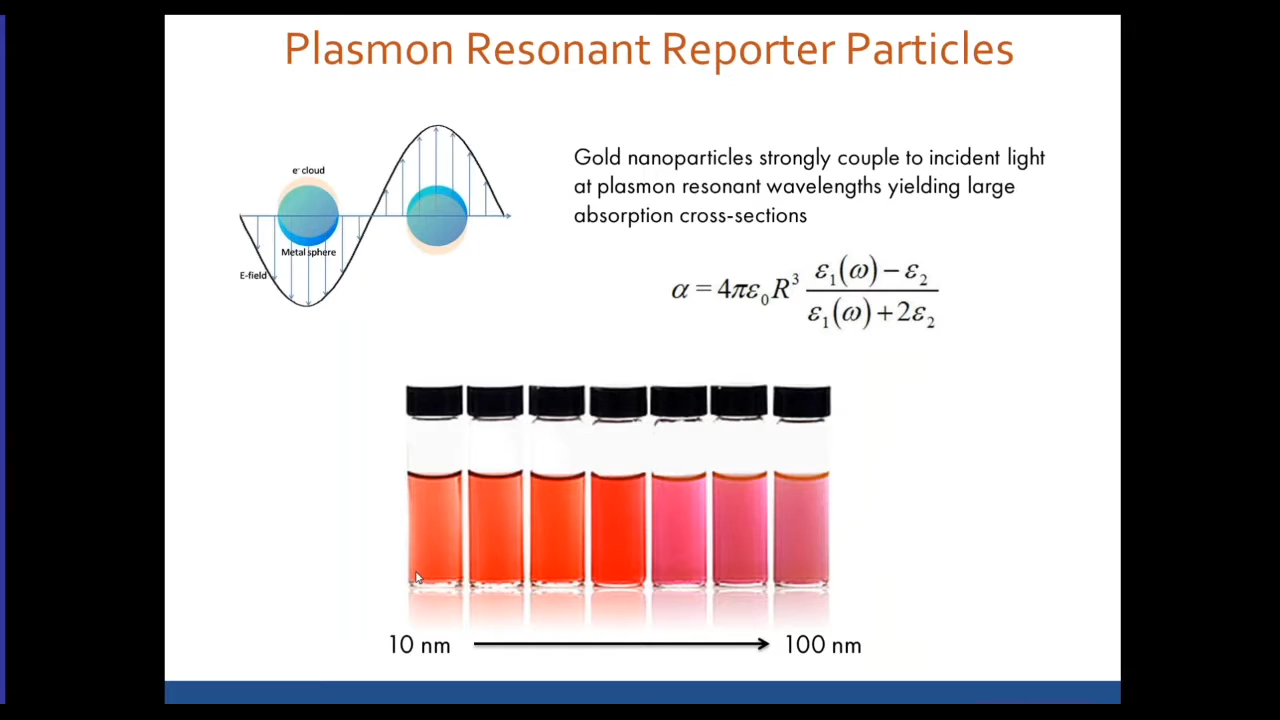 Plasmon Resonant Reporter Particles
e⁻ cloud
Metal sphere
E-field
Gold nanoparticles strongly couple to incident light
at plasmon resonant wavelengths yielding large
absorption cross-sections
α = 4πε₀R³ (ε₁(ω) − ε₂) / (ε₁(ω) + 2ε₂)
10 nm
100 nm